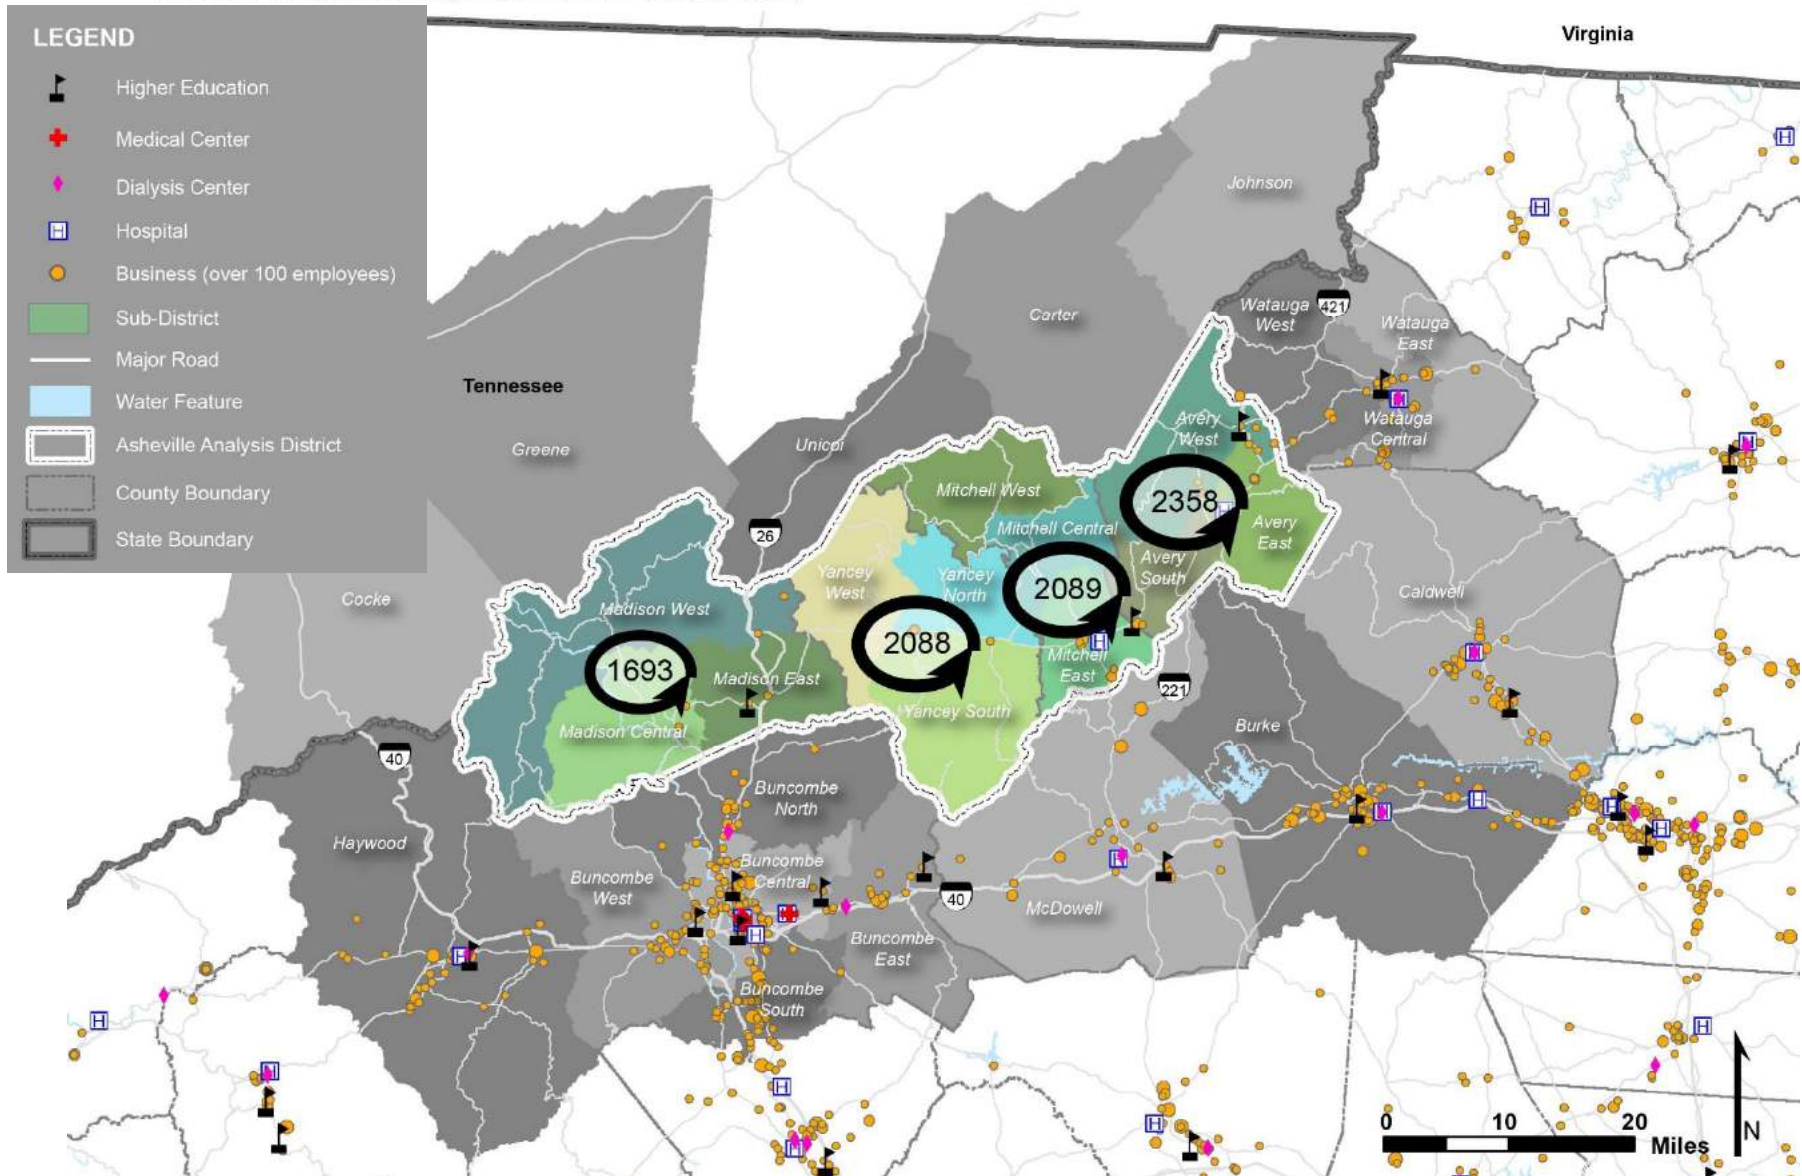 LEGEND
Higher Education
Medical Center
Dialysis Center
H
Hospital
Business (over 100 employees)
Sub-District
Major Road
Water Feature
Asheville Analysis District
County Boundary
State Boundary
Virginia
Johnson
Carter
Watauga
West
421
Watauga
East
Tennessee
Greene
Unicoi
Avery
West
Watauga
Central
Mitchell West
2358
26
Mitchell Central
Avery
East
Avery
South
Cocke
Madison West
Yancey
West
Yancey
North
2089
Caldwell
2088
1693
Madison East
Mitchell
East
221
Yancey South
Madison Central
Burke
40
Buncombe
North
Haywood
Buncombe
Central
Buncombe
West
40
McDowell
Buncombe
East
Buncombe
South
0
10
20
Miles
N